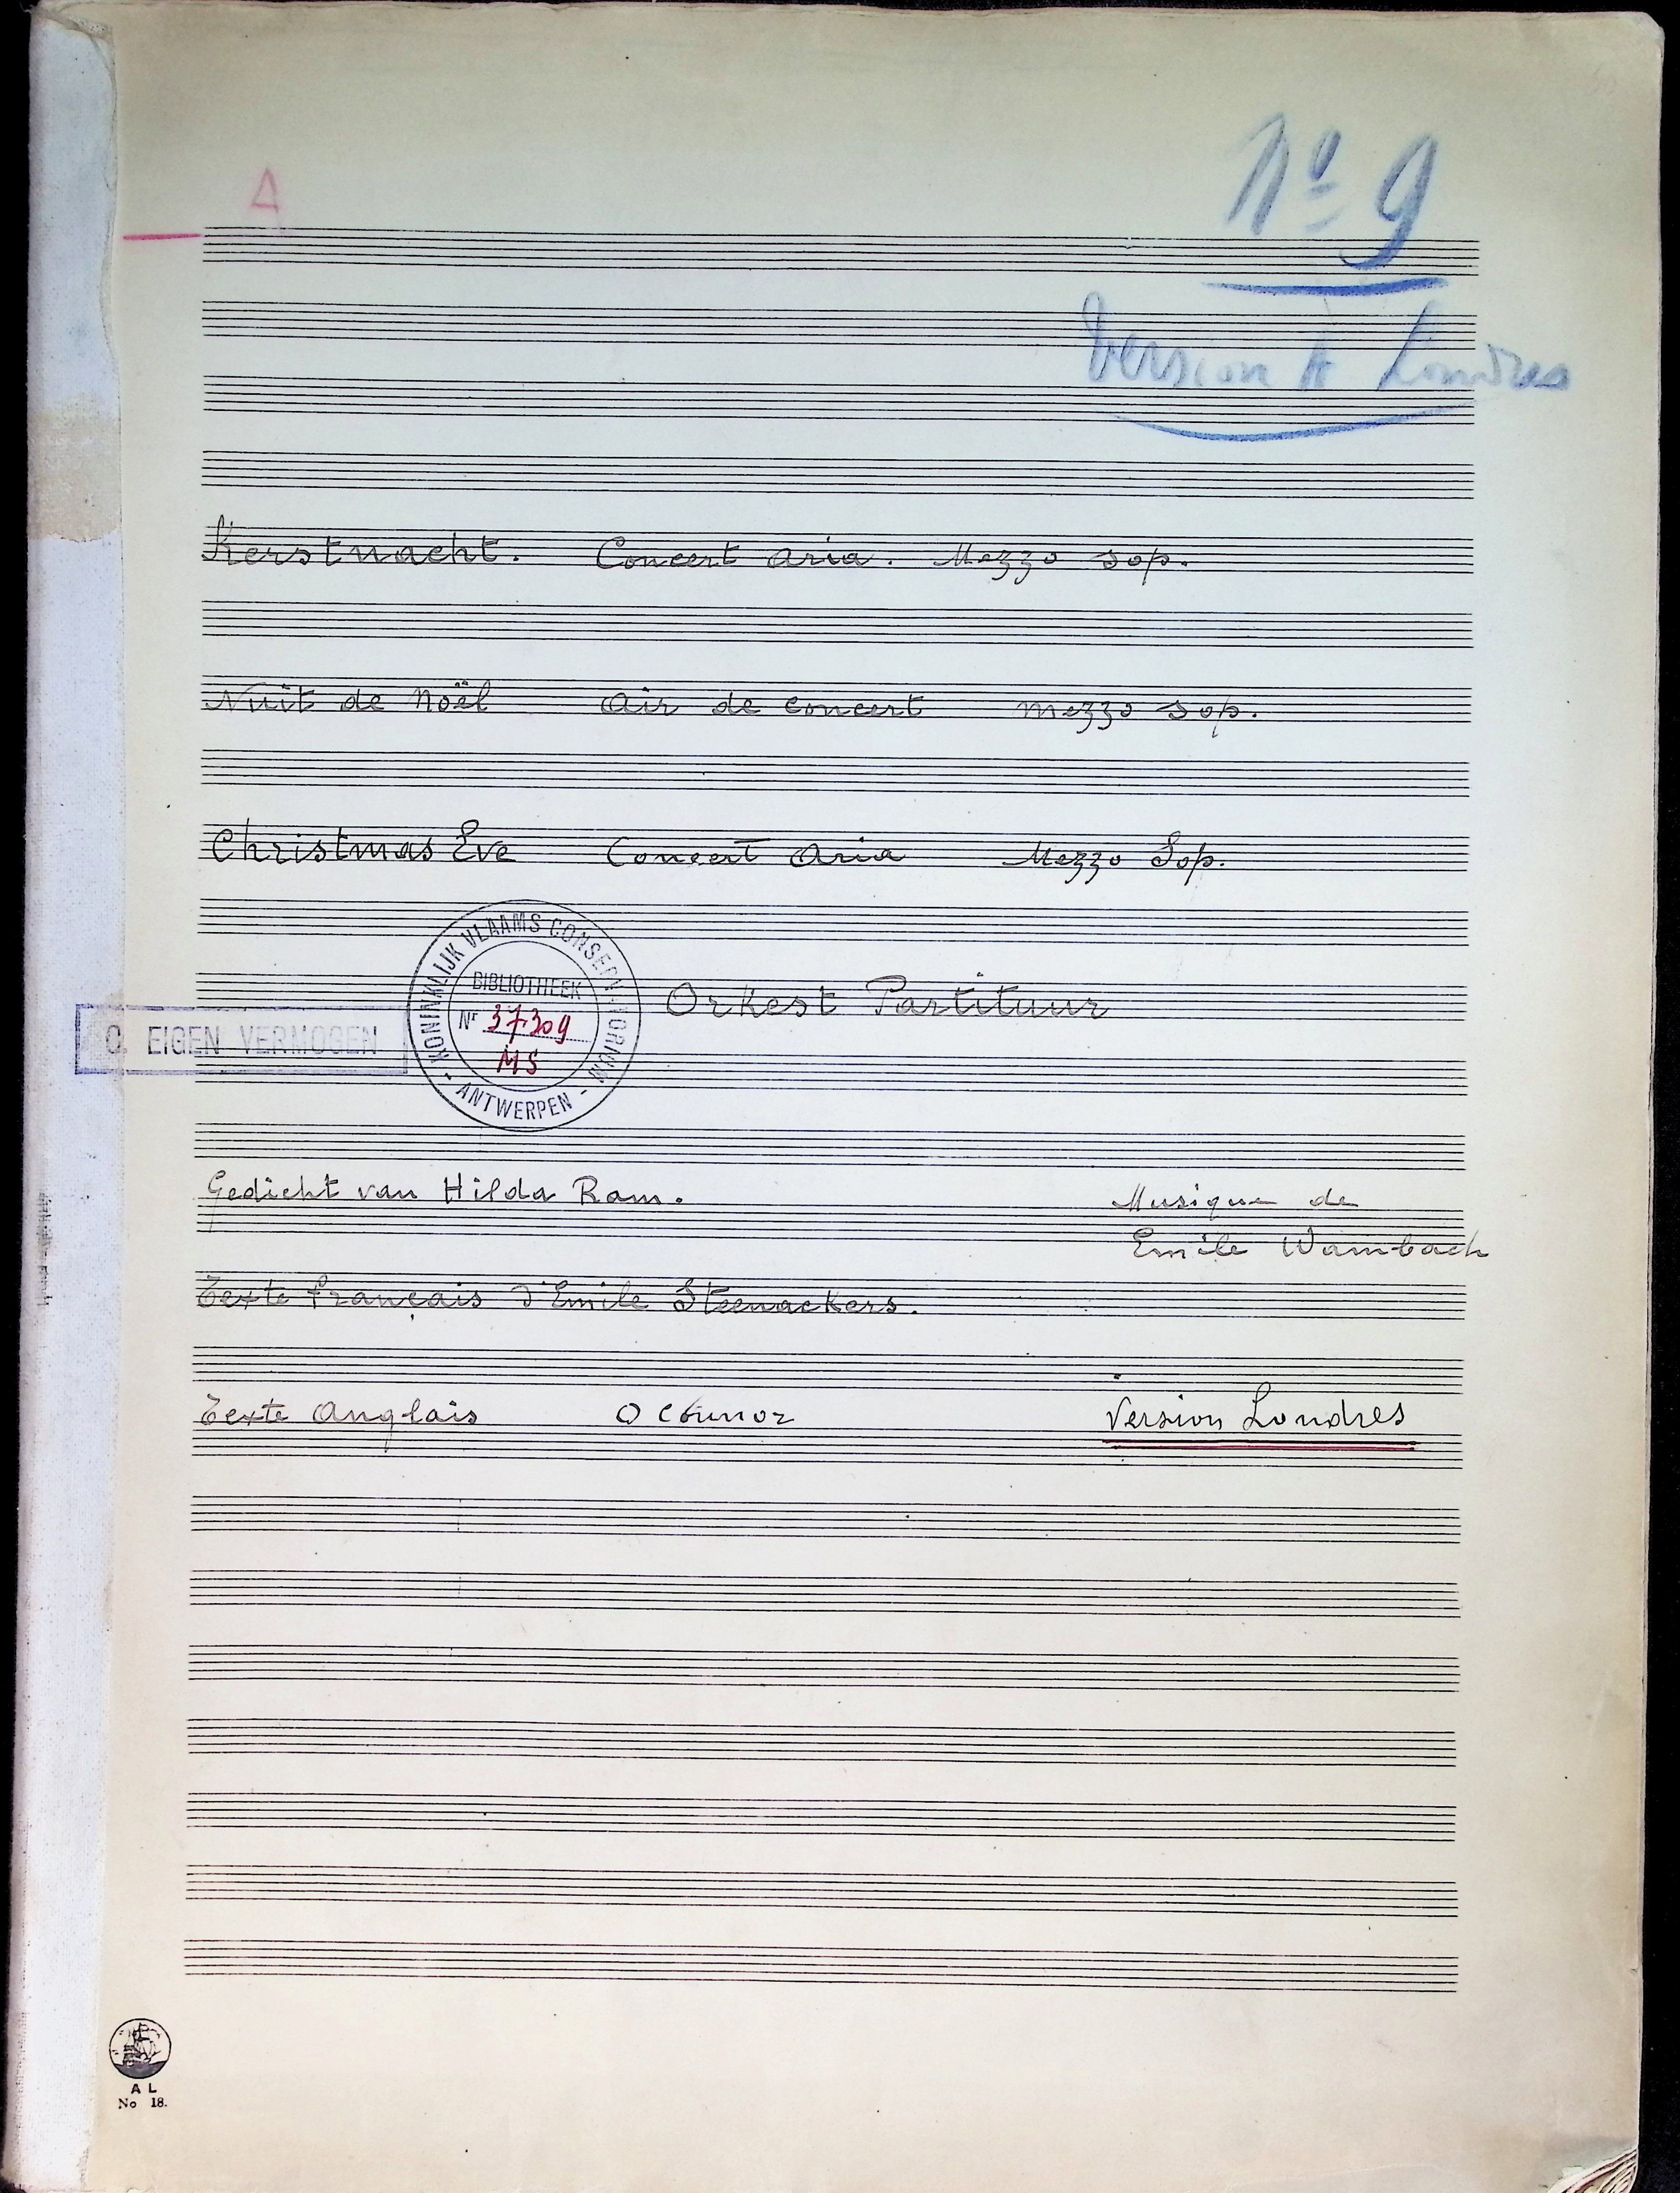 A
No 9
Version A Londres
Kerstnacht. Concert Aria. Mezzo sop.
Nuit de Noël Air de Concert Mezzo sop.
Christmas Eve Concert Aria Mezzo Sop.
KONINKLIJK VLAAMS CONSERVATORIUM
- ANTWERPEN -
BIBLIOTHEEK
Nr 37309
MS
Orkest Partituur
EIGEN VERMOGEN
Gedicht van Hilda Ram.
Musique de
Emile Wambach
Texte français d'Emile Steenackers.
Texte Anglais O Connor
Version Londres
A L
No 18.